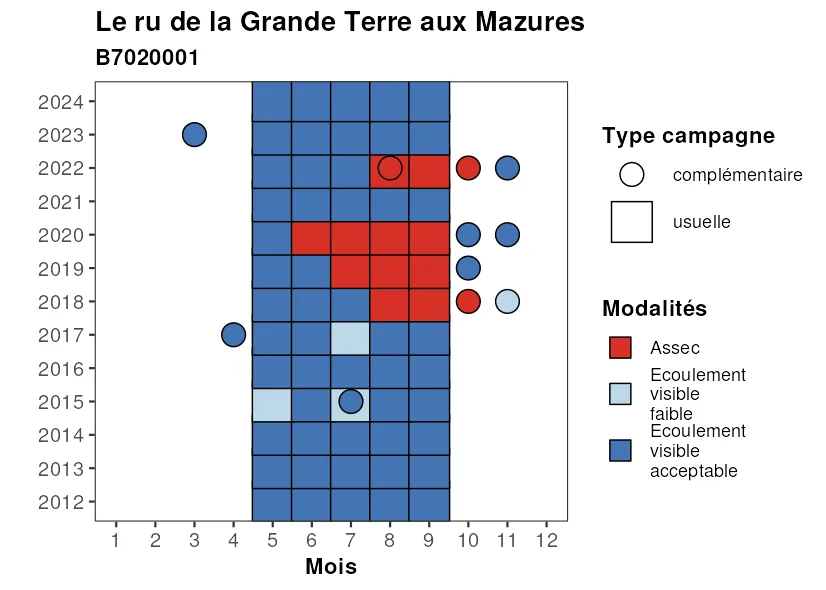 Le ru de la Grande Terre aux Mazures
B7020001
2024
2023
2022
2021
2020
2019
2018
2017
2016
2015
2014
2013
2012
1 2 3 4 5 6 7 8 9 10 11 12
Mois
Type campagne
complémentaire
usuelle
Modalités
Assec
Ecoulement
visible
faible
Ecoulement
visible
acceptable